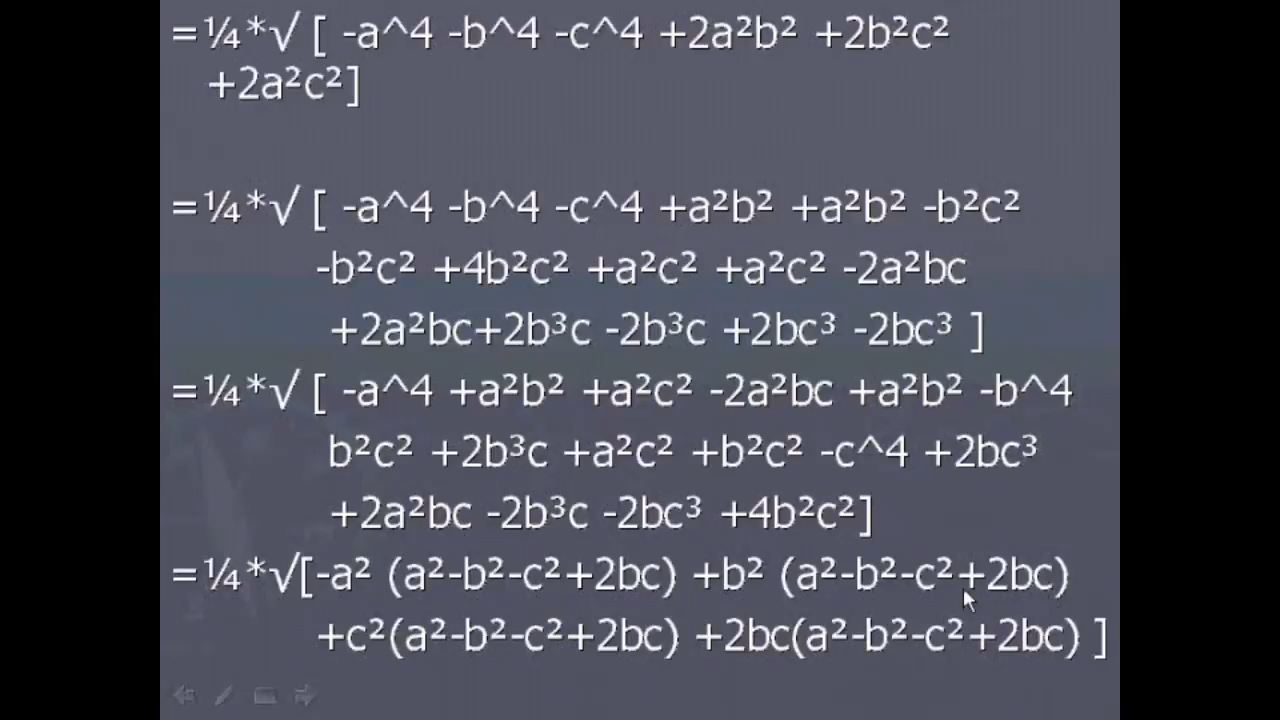 =¼*√ [ -a^4 -b^4 -c^4 +2a²b² +2b²c²
+2a²c²]
=¼*√ [ -a^4 -b^4 -c^4 +a²b² +a²b² -b²c²
-b²c² +4b²c² +a²c² +a²c² -2a²bc
+2a²bc+2b³c -2b³c +2bc³ -2bc³ ]
=¼*√ [ -a^4 +a²b² +a²c² -2a²bc +a²b² -b^4
b²c² +2b³c +a²c² +b²c² -c^4 +2bc³
+2a²bc -2b³c -2bc³ +4b²c²]
=¼*√[-a² (a²-b²-c²+2bc) +b² (a²-b²-c²+2bc)
+c²(a²-b²-c²+2bc) +2bc(a²-b²-c²+2bc) ]